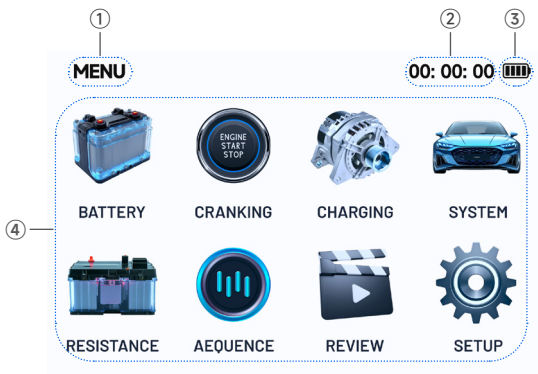 ① ② ③
MENU 00: 00: 00
ENGINE
START
STOP
BATTERY CRANKING CHARGING SYSTEM
④
RESISTANCE AEQUENCE REVIEW SETUP